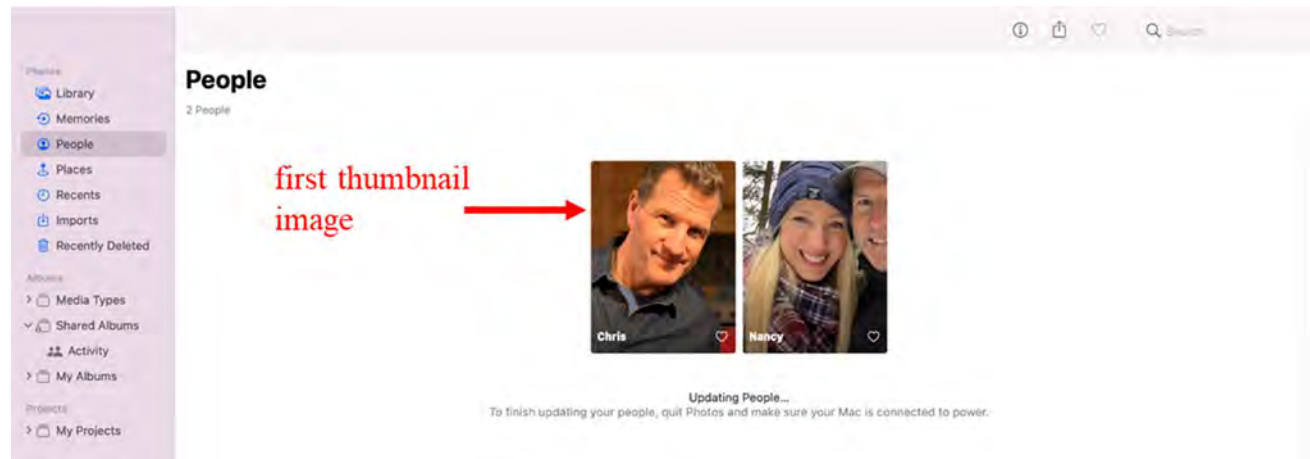 Search
Photos
Library
Memories
People
Places
Recents
Imports
Recently Deleted
Albums
Media Types
Shared Albums
Activity
My Albums
Projects
My Projects
People
2 People
first thumbnail
image
Chris
Nancy
Updating People...
To finish updating your people, quit Photos and make sure your Mac is connected to power.